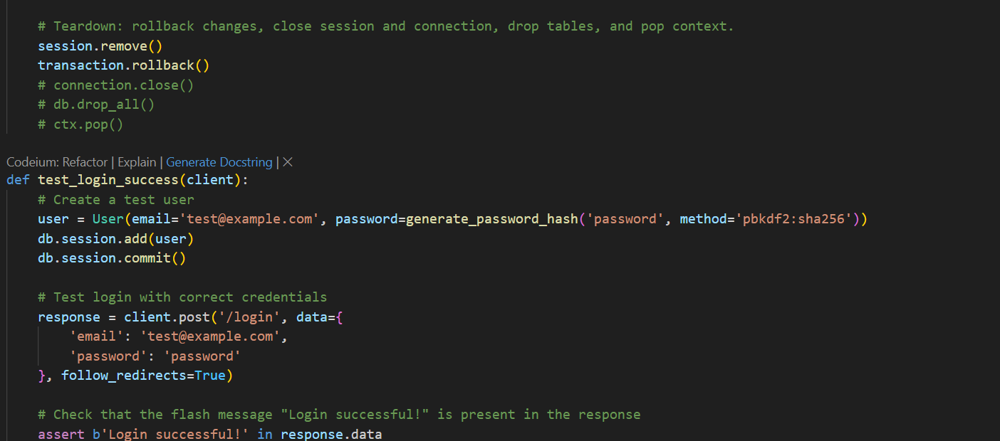 # Teardown: rollback changes, close session and connection, drop tables, and pop context.
session.remove()
transaction.rollback()
# connection.close()
# db.drop_all()
# ctx.pop()
Codeium: Refactor | Explain | Generate Docstring | ✕
def test_login_success(client):
# Create a test user
user = User(email='test@example.com', password=generate_password_hash('password', method='pbkdf2:sha256'))
db.session.add(user)
db.session.commit()
# Test login with correct credentials
response = client.post('/login', data={
'email': 'test@example.com',
'password': 'password'
}, follow_redirects=True)
# Check that the flash message "Login successful!" is present in the response
assert b'Login successful!' in response.data